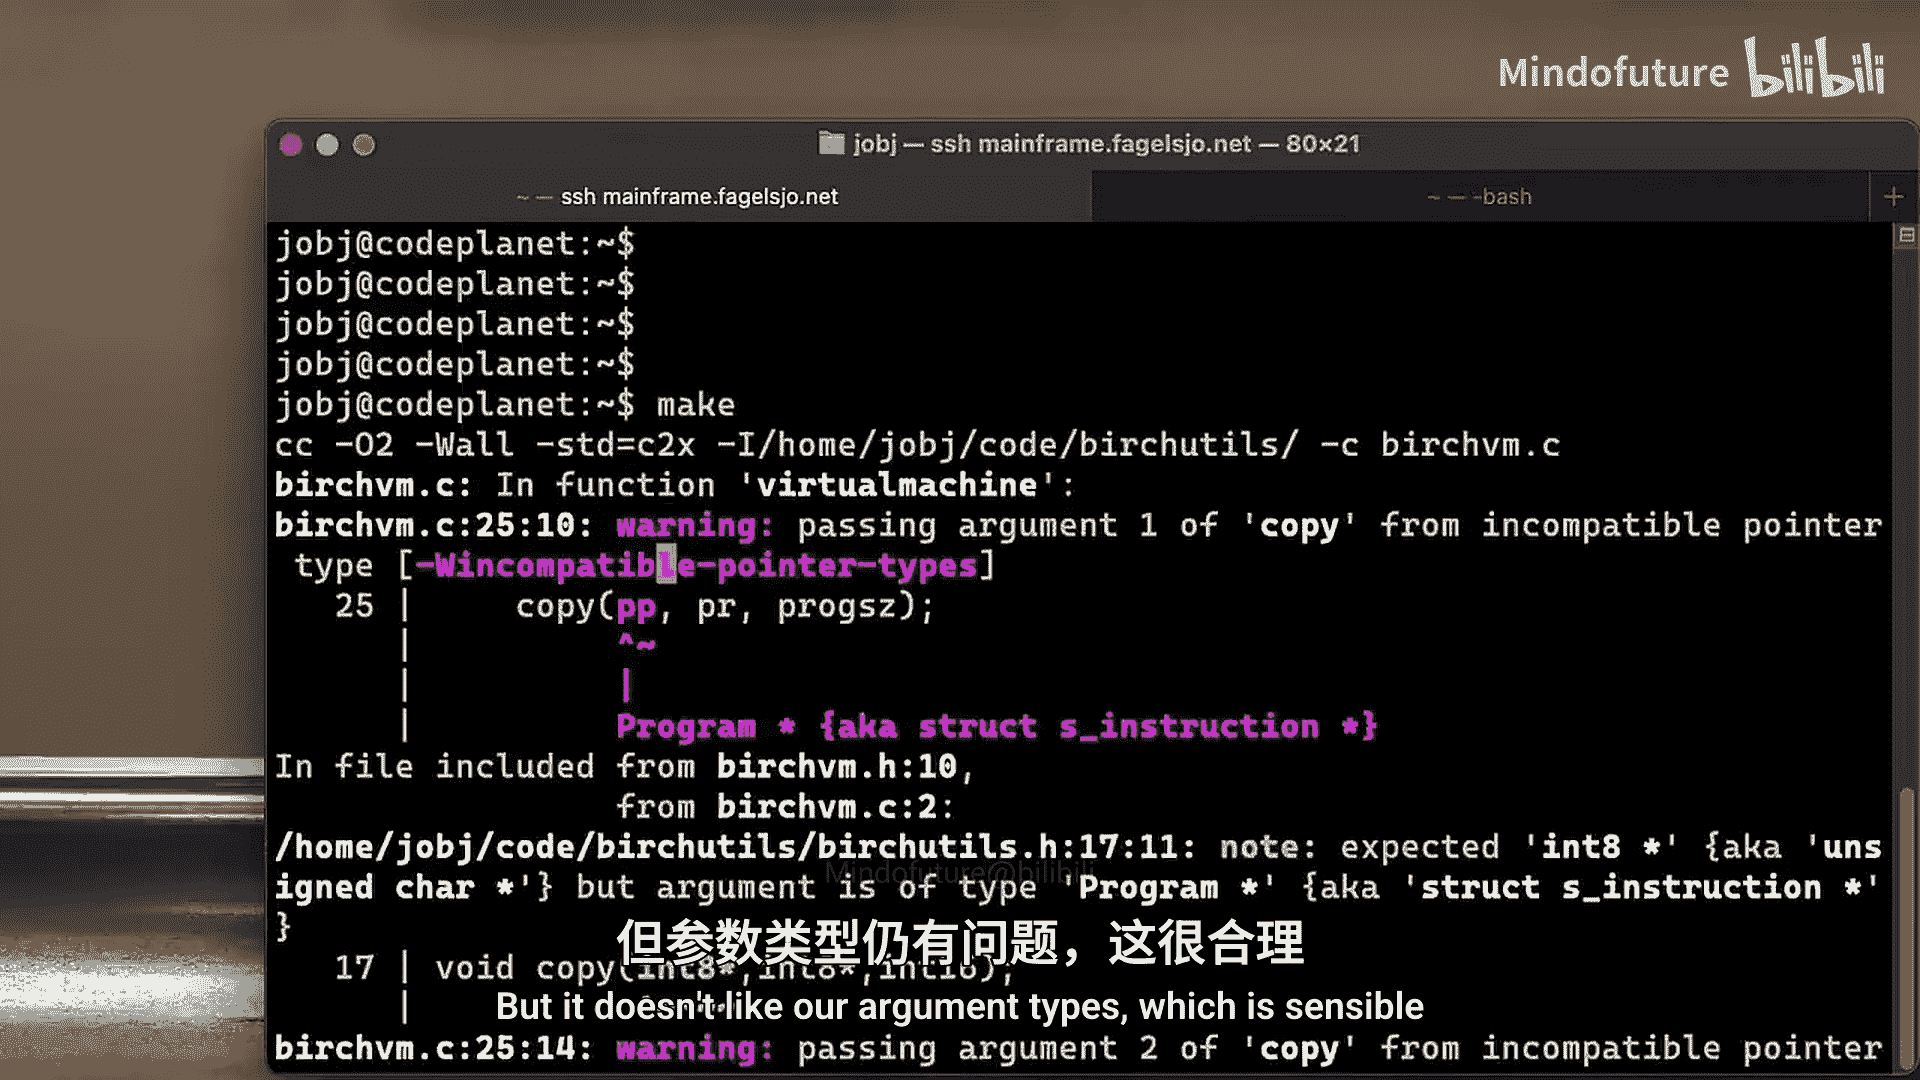 Mindofuture bilibili
jobj — ssh mainframe.fagelsjo.net — 80×21
~ — ssh mainframe.fagelsjo.net
~ — -bash
+
jobj@codeplanet:~$
jobj@codeplanet:~$
jobj@codeplanet:~$
jobj@codeplanet:~$
jobj@codeplanet:~$ make
cc -O2 -Wall -std=c2x -I/home/jobj/code/birchutils/ -c birchvm.c
birchvm.c: In function 'virtualmachine':
birchvm.c:25:10: warning: passing argument 1 of 'copy' from incompatible pointer
type [-Wincompatible-pointer-types]
25 |      copy(pp, pr, progsz);
|           ^~
|           |
|           Program * {aka struct s_instruction *}
In file included from birchvm.h:10,
from birchvm.c:2:
/home/jobj/code/birchutils/birchutils.h:17:11: note: expected 'int8 *' {aka 'uns
igned char *'} but argument is of type 'Program *' {aka 'struct s_instruction *'
}
Mindofuture@bilibili
但参数类型仍有问题，这很合理
17 | void copy(int8*,int8*,int16);
|
But it doesn't like our argument types, which is sensible
birchvm.c:25:14: warning: passing argument 2 of 'copy' from incompatible pointer